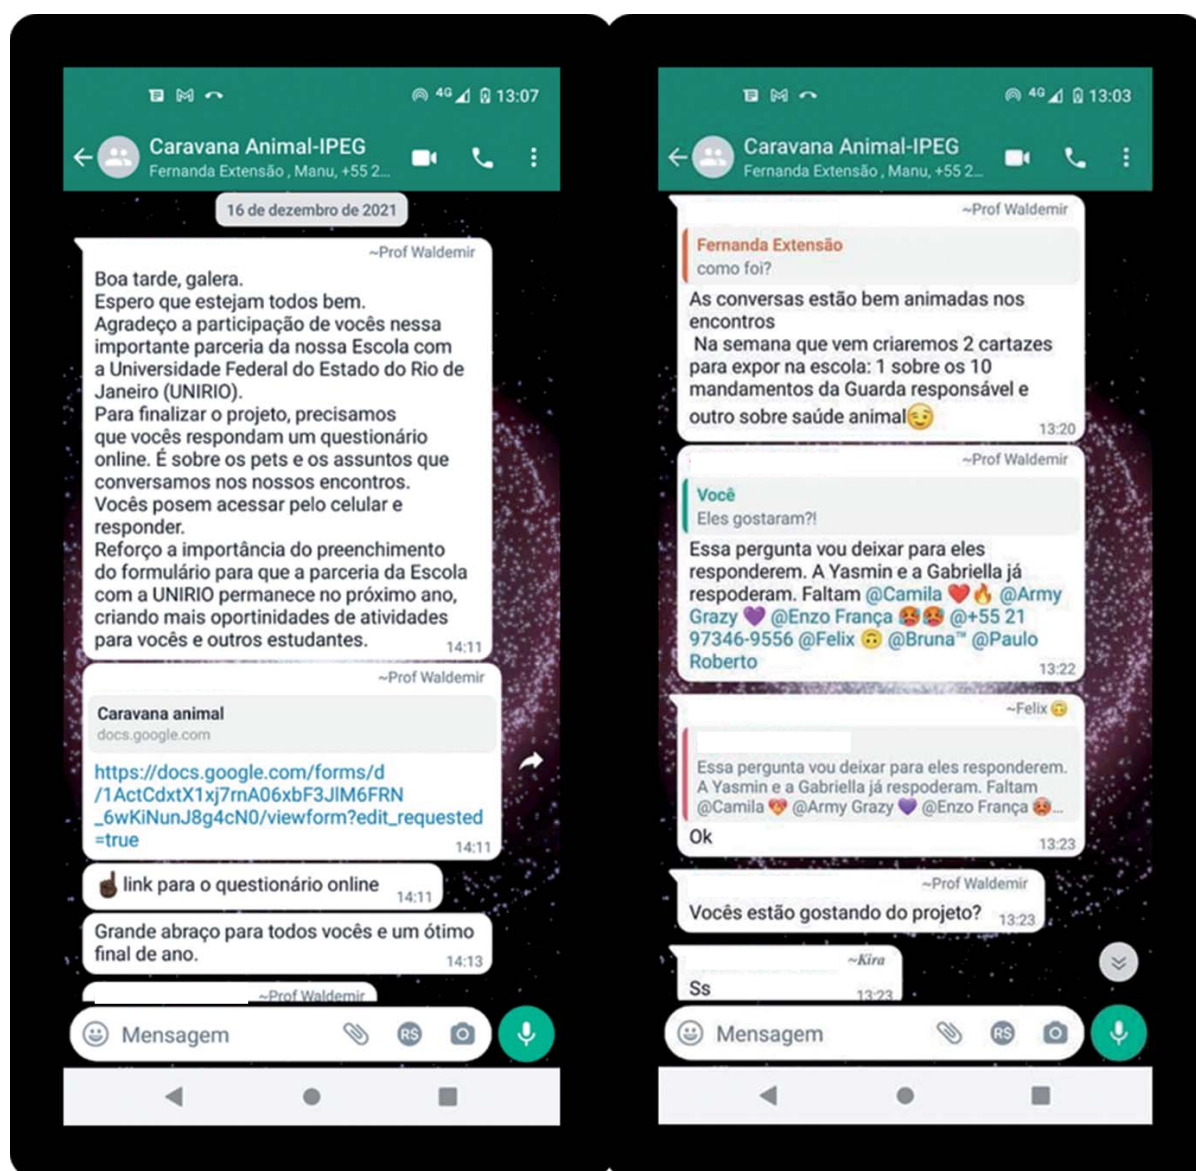 4G 13:07
Caravana Animal-IPEG
Fernanda Extensão , Manu, +55 2...
16 de dezembro de 2021
~Prof Waldemir
Boa tarde, galera.
Espero que estejam todos bem.
Agradeço a participação de vocês nessa
importante parceria da nossa Escola com
a Universidade Federal do Estado do Rio de
Janeiro (UNIRIO).
Para finalizar o projeto, precisamos
que vocês respondam um questionário
online. É sobre os pets e os assuntos que
conversamos nos nossos encontros.
Vocês posem acessar pelo celular e
responder.
Reforço a importância do preenchimento
do formulário para que a parceria da Escola
com a UNIRIO permanece no próximo ano,
criando mais oportinidades de atividades
para vocês e outros estudantes.
14:11
~Prof Waldemir
Caravana animal
docs.google.com
https://docs.google.com/forms/d
/1ActCdxtX1xj7rnA06xbF3JlM6FRN
_6wKiNunJ8g4cN0/viewform?edit_requested
=true
14:11
☝🏿 link para o questionário online 14:11
Grande abraço para todos vocês e um ótimo
final de ano.
14:13
~Prof Waldemir
Mensagem
R$
4G 13:03
Caravana Animal-IPEG
Fernanda Extensão , Manu, +55 2...
~Prof Waldemir
Fernanda Extensão
como foi?
As conversas estão bem animadas nos
encontros
Na semana que vem criaremos 2 cartazes
para expor na escola: 1 sobre os 10
mandamentos da Guarda responsável e
outro sobre saúde animal😉
13:20
~Prof Waldemir
Você
Eles gostaram?!
Essa pergunta vou deixar para eles
responderem. A Yasmin e a Gabriella já
respoderam. Faltam @Camila ❤️🔥 @Army
Grazy 💜 @Enzo França 🥵🥵 @+55 21
97346-9556 @Felix 🙃 @Bruna™ @Paulo
Roberto
13:22
~Felix 🙃
Essa pergunta vou deixar para eles responderem.
A Yasmin e a Gabriella já responderam. Faltam
@Camila 💝 @Army Grazy 💜 @Enzo França 🥵...
Ok
13:23
~Prof Waldemir
Vocês estão gostando do projeto? 13:23
~Kira
Ss
13:23
Mensagem
R$